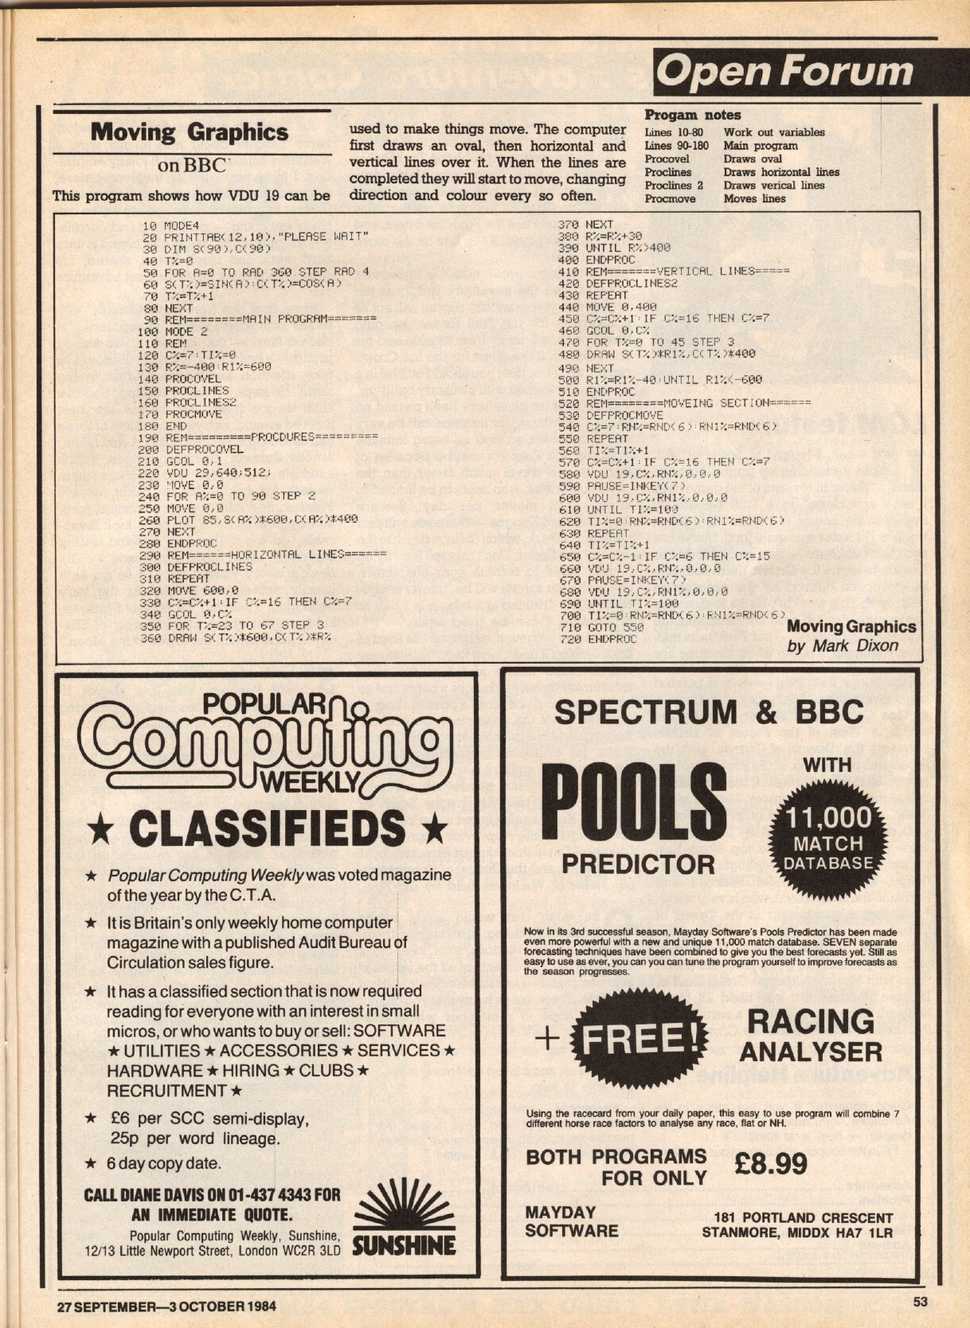 Open Forum
Moving Graphics
on BBC
This program shows how VDU 19 can be
used to make things move. The computer
first draws an oval, then horizontal and
vertical lines over it. When the lines are
completed they will start to move, changing
direction and colour every so often.
Progam notes
Lines 10-80 Work out variables
Lines 90-180 Main program
Procovel Draws oval
Proclines Draws horizontal lines
Proclines 2 Draws verical lines
Procmove Moves lines
10 MODE4
20 PRINTTAB(12,10),"PLEASE WAIT"
30 DIM S(90),C(90)
40 T%=0
50 FOR A=0 TO RAD 360 STEP RAD 4
60 S(T%)=SIN(A):C(T%)=COS(A)
70 T%=T%+1
80 NEXT
90 REM========MAIN PROGRAM=======
100 MODE 2
110 REM
120 C%=7:TI%=0
130 R%=-400:R1%=600
140 PROCOVEL
150 PROCLINES
160 PROCLINES2
170 PROCMOVE
180 END
190 REM=========PROCDURES=========
200 DEFPROCOVEL
210 GCOL 0,1
220 VDU 29,640;512;
230 MOVE 0,0
240 FOR A%=0 TO 90 STEP 2
250 MOVE 0,0
260 PLOT 85,S(A%)*600,C(A%)*400
270 NEXT
280 ENDPROC
290 REM======HORIZONTAL LINES======
300 DEFPROCLINES
310 REPEAT
320 MOVE 600,0
330 C%=C%+1:IF C%=16 THEN C%=7
340 GCOL 0,C%
350 FOR T%=23 TO 67 STEP 3
360 DRAW S(T%)*600,C(T%)*R%
370 NEXT
380 R%=R%+30
390 UNTIL R%>400
400 ENDPROC
410 REM=======VERTICAL LINES=====
420 DEFPROCLINES2
430 REPEAT
440 MOVE 0,400
450 C%=C%+1:IF C%=16 THEN C%=7
460 GCOL 0,C%
470 FOR T%=0 TO 45 STEP 3
480 DRAW S(T%)*R1%,C(T%)*400
490 NEXT
500 R1%=R1%-40:UNTIL R1%<-600
510 ENDPROC
520 REM========MOVEING SECTION======
530 DEFPROCMOVE
540 C%=7:RN%=RND(6):RN1%=RND(6)
550 REPEAT
560 TI%=TI%+1
570 C%=C%+1:IF C%=16 THEN C%=7
580 VDU 19,C%,RN%,0,0,0
590 PAUSE=INKEY(7)
600 VDU 19,C%,RN1%,0,0,0
610 UNTIL TI%=100
620 TI%=0:RN%=RND(6):RN1%=RND(6)
630 REPEAT
640 TI%=TI%+1
650 C%=C%-1:IF C%=6 THEN C%=15
660 VDU 19,C%,RN%,0,0,0
670 PAUSE=INKEY(7)
680 VDU 19,C%,RN1%,0,0,0
690 UNTIL TI%=100
700 TI%=0:RN%=RND(6):RN1%=RND(6)
710 GOTO 550
720 ENDPROC
Moving Graphics
by Mark Dixon
POPULAR
Computing
WEEKLY
★ CLASSIFIEDS ★
★ Popular Computing Weekly was voted magazine
of the year by the C.T.A.
★ It is Britain's only weekly home computer
magazine with a published Audit Bureau of
Circulation sales figure.
★ It has a classified section that is now required
reading for everyone with an interest in small
micros, or who wants to buy or sell: SOFTWARE
★ UTILITIES ★ ACCESSORIES ★ SERVICES ★
HARDWARE ★ HIRING ★ CLUBS ★
RECRUITMENT ★
★ £6 per SCC semi-display,
25p per word lineage.
★ 6 day copy date.
CALL DIANE DAVIS ON 01-437 4343 FOR
AN IMMEDIATE QUOTE.
Popular Computing Weekly, Sunshine,
12/13 Little Newport Street, London WC2R 3LD
SUNSHINE
SPECTRUM & BBC
POOLS
PREDICTOR
WITH
11,000
MATCH
DATABASE
Now in its 3rd successful season, Mayday Software's Pools Predictor has been made
even more powerful with a new and unique 11,000 match database. SEVEN separate
forecasting techniques have been combined to give you the best forecasts yet. Still as
easy to use as ever, you can you can tune the program yourself to improve forecasts as
the season progresses.
+ FREE!
RACING
ANALYSER
Using the racecard from your daily paper, this easy to use program will combine 7
different horse race factors to analyse any race, flat or NH.
BOTH PROGRAMS
FOR ONLY
£8.99
MAYDAY
SOFTWARE
181 PORTLAND CRESCENT
STANMORE, MIDDX HA7 1LR
27 SEPTEMBER—3 OCTOBER 1984
53